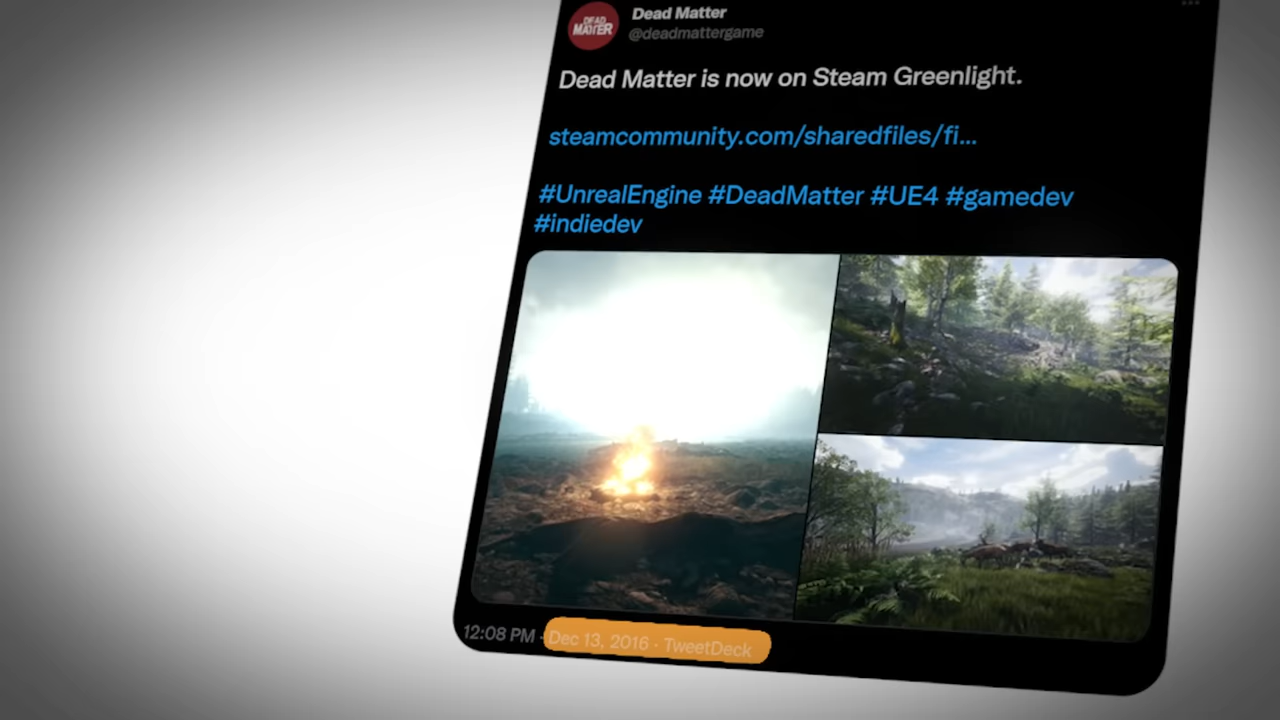 DEAD
MATTER
Dead Matter
@deadmattergame
Dead Matter is now on Steam Greenlight.
steamcommunity.com/sharedfiles/fi...
#UnrealEngine #DeadMatter #UE4 #gamedev
#indiedev
12:08 PM · Dec 13, 2016 · TweetDeck